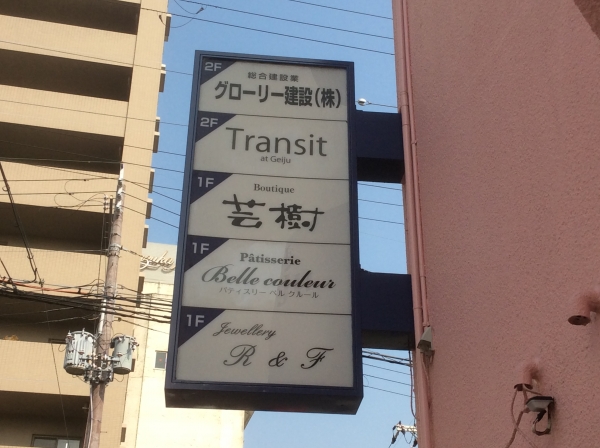 2F
総合建設業
グローリー建設(株)
2F
Transit
at Geiju
1F
Boutique
芸樹
1F
Pâtisserie
Belle couleur
パティスリー ベル クルール
1F
Jewellery
R & F